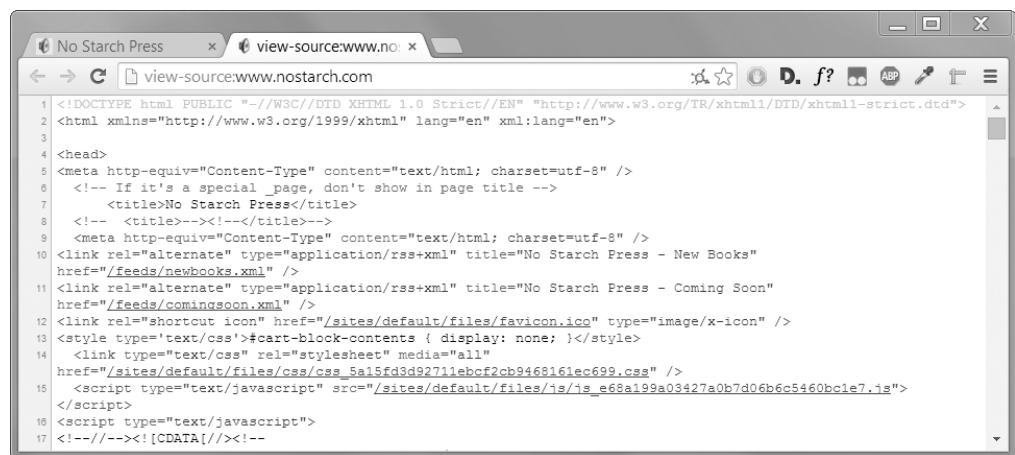 No Starch Press
view-source:www.no
view-source:www.nostarch.com
D. f? ABP
1 <!DOCTYPE html PUBLIC "-//W3C//DTD XHTML 1.0 Strict//EN" "http://www.w3.org/TR/xhtml1/DTD/xhtml1-strict.dtd">
2 <html xmlns="http://www.w3.org/1999/xhtml" lang="en" xml:lang="en">
3
4 <head>
5 <meta http-equiv="Content-Type" content="text/html; charset=utf-8" />
6 <!-- If it's a special _page, don't show in page title -->
7 <title>No Starch Press</title>
8 <!-- <title>--><!--</title>-->
9 <meta http-equiv="Content-Type" content="text/html; charset=utf-8" />
10 <link rel="alternate" type="application/rss+xml" title="No Starch Press - New Books"
href="/feeds/newbooks.xml" />
11 <link rel="alternate" type="application/rss+xml" title="No Starch Press - Coming Soon"
href="/feeds/comingsoon.xml" />
12 <link rel="shortcut icon" href="/sites/default/files/favicon.ico" type="image/x-icon" />
13 <style type='text/css'>#cart-block-contents { display: none; }</style>
14 <link type="text/css" rel="stylesheet" media="all"
href="/sites/default/files/css/css_5a15fd3d92711ebcf2cb9468161ec699.css" />
15 <script type="text/javascript" src="/sites/default/files/js/js_e68a199a03427a0b7d06b6c5460bc1e7.js">
</script>
16 <script type="text/javascript">
17 <!--//--><![CDATA[//><!--